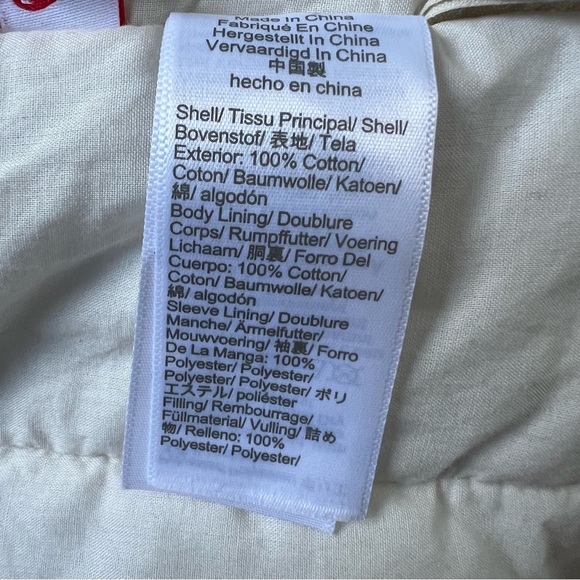 Made In China
Fabriqué En Chine
Hergestellt In China
Vervaardigd In China
中国製
hecho en china
Shell/ Tissu Principal/ Shell/
Bovenstof/ 表地/ Tela
Exterior: 100% Cotton/
Coton/ Baumwolle/ Katoen/
綿/ algodón
Body Lining/ Doublure
Corps/ Rumpffutter/ Voering
Lichaam/ 胴裏/ Forro Del
Cuerpo: 100% Cotton/
Coton/ Baumwolle/ Katoen/
綿/ algodón
Sleeve Lining/ Doublure
Manche/ Ärmelfutter/
Mouwvoering/ 袖裏/ Forro
De La Manga: 100%
Polyester/ Polyester/
Polyester/ Polyester/ ポリ
エステル/ poliéster
Filling/ Rembourrage/
Füllmaterial/ Vulling/ 詰め
物/ Relleno: 100%
Polyester/ Polyester/